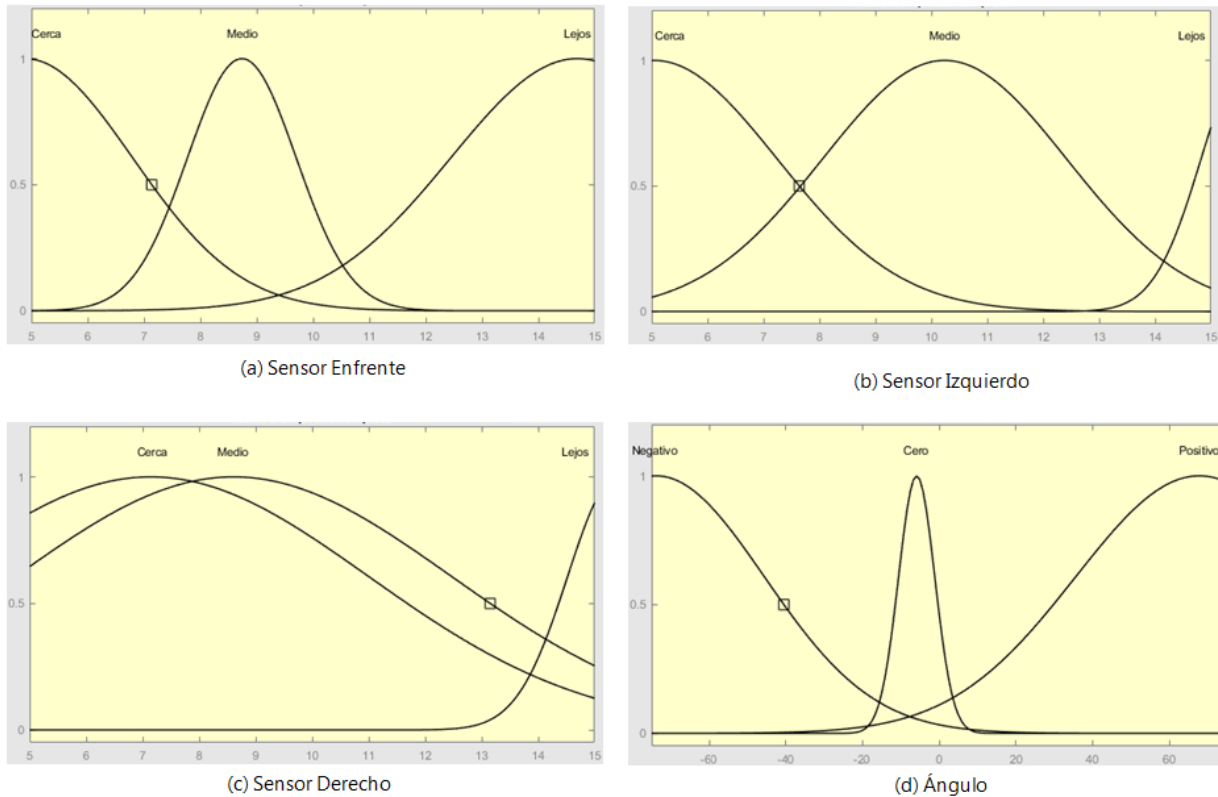 Cerca Medio Lejos
1
0.5
0
5 6 7 8 9 10 11 12 13 14 15
(a) Sensor Enfrente
Cerca Medio Lejos
1
0.5
0
5 6 7 8 9 10 11 12 13 14 15
(b) Sensor Izquierdo
Cerca Medio Lejos
1
0.5
0
5 6 7 8 9 10 11 12 13 14 15
(c) Sensor Derecho
Negativo Cero Positivo
1
0.5
0
-60 -40 -20 0 20 40 60
(d) Ángulo